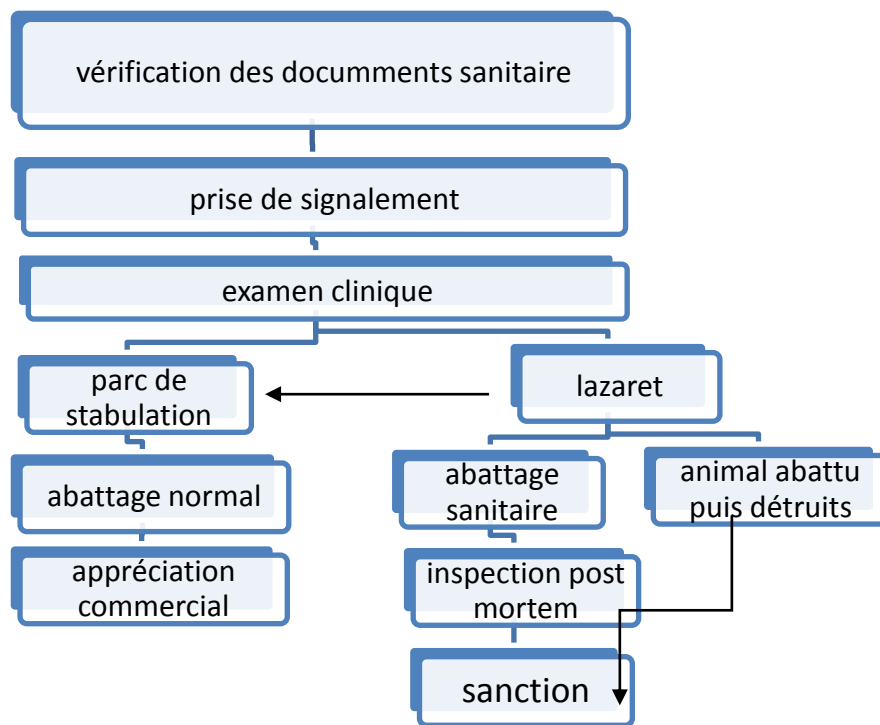 vérification des documments sanitaire
prise de signalement
examen clinique
parc de
stabulation
lazaret
abattage normal
abattage
sanitaire
animal abattu
puis détruits
appréciation
commercial
inspection post
mortem
sanction